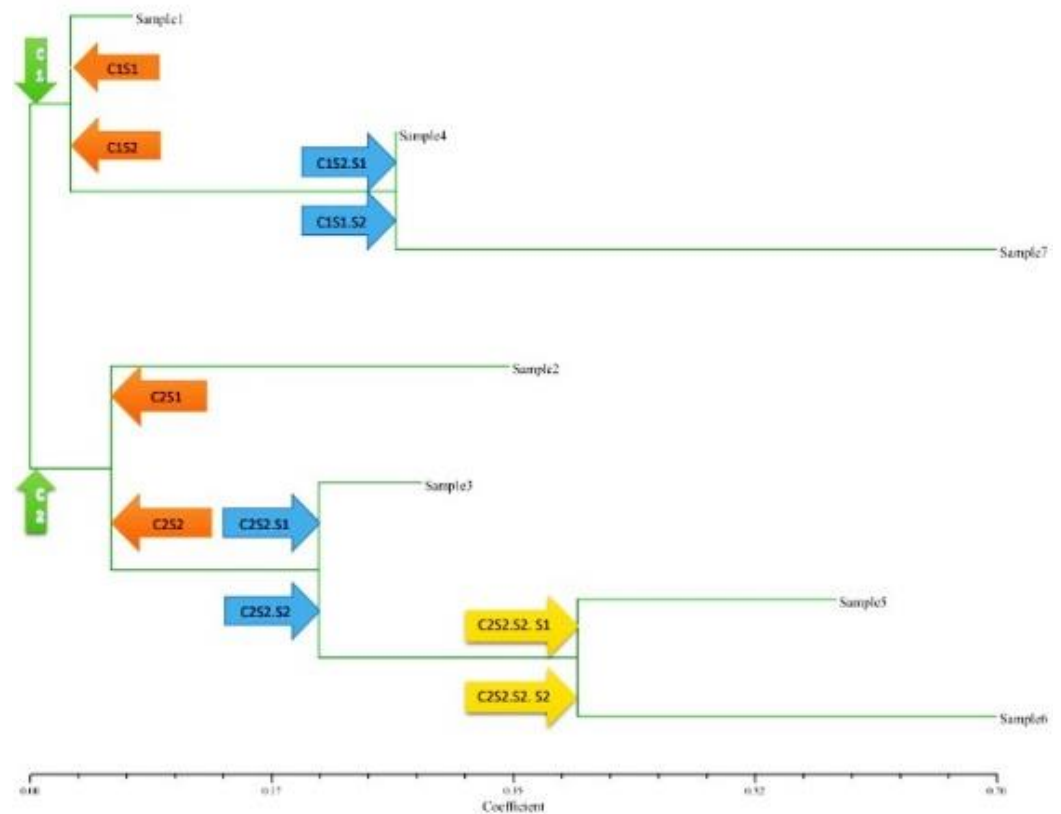 Sample1
C
1
C1S1
C1S2
Sample4
C1S2.S1
C1S1.S2
Sample7
Sample2
C2S1
Sample3
C
2
C2S2
C2S2.S1
C2S2.S2
Sample5
C2S2.S2. S1
C2S2.S2. S2
Sample6
0.00 0.17 0.35 0.52 0.70
Coefficient